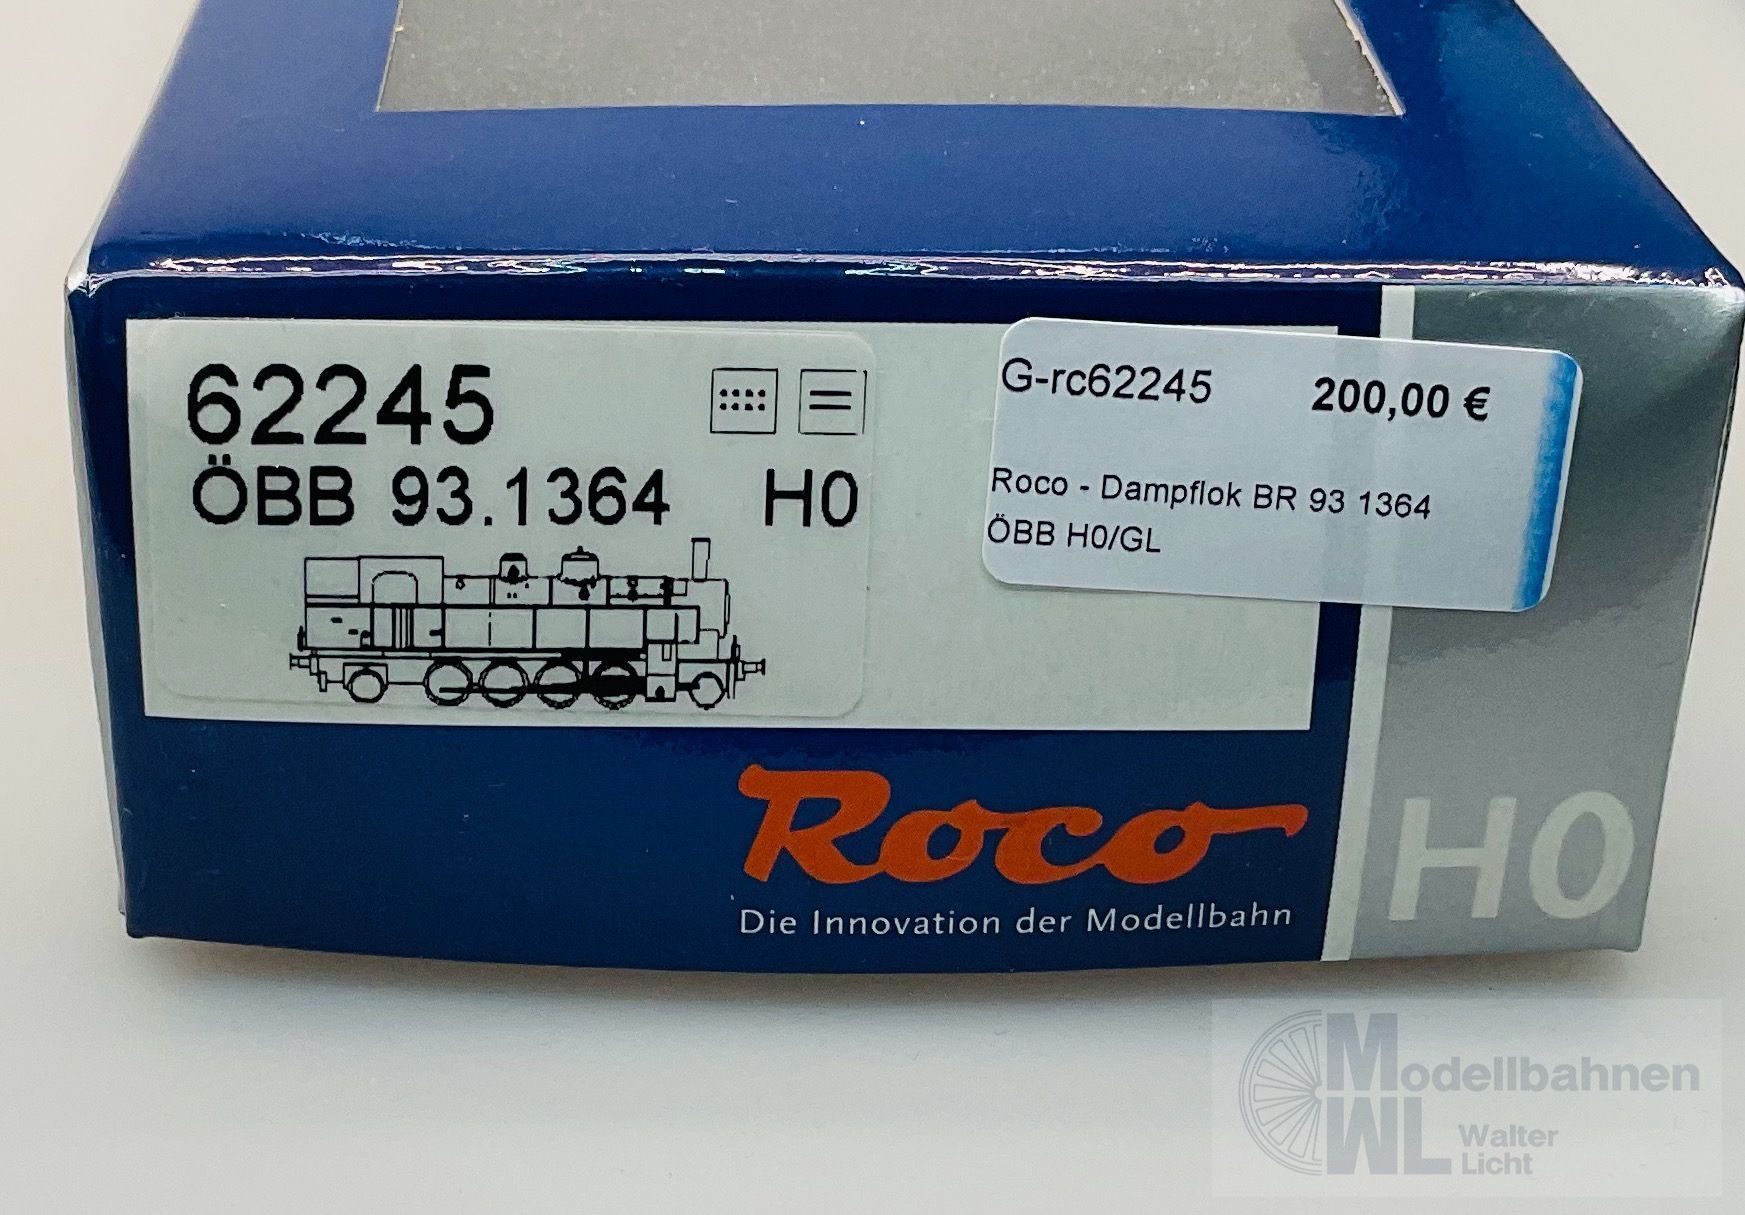 62245
ÖBB 93.1364 H0
G-rc62245 200,00 €
Roco - Dampflok BR 93 1364
ÖBB H0/GL
Roco
Die Innovation der Modellbahn
H0
Modellbahnen
WL Walter
Licht